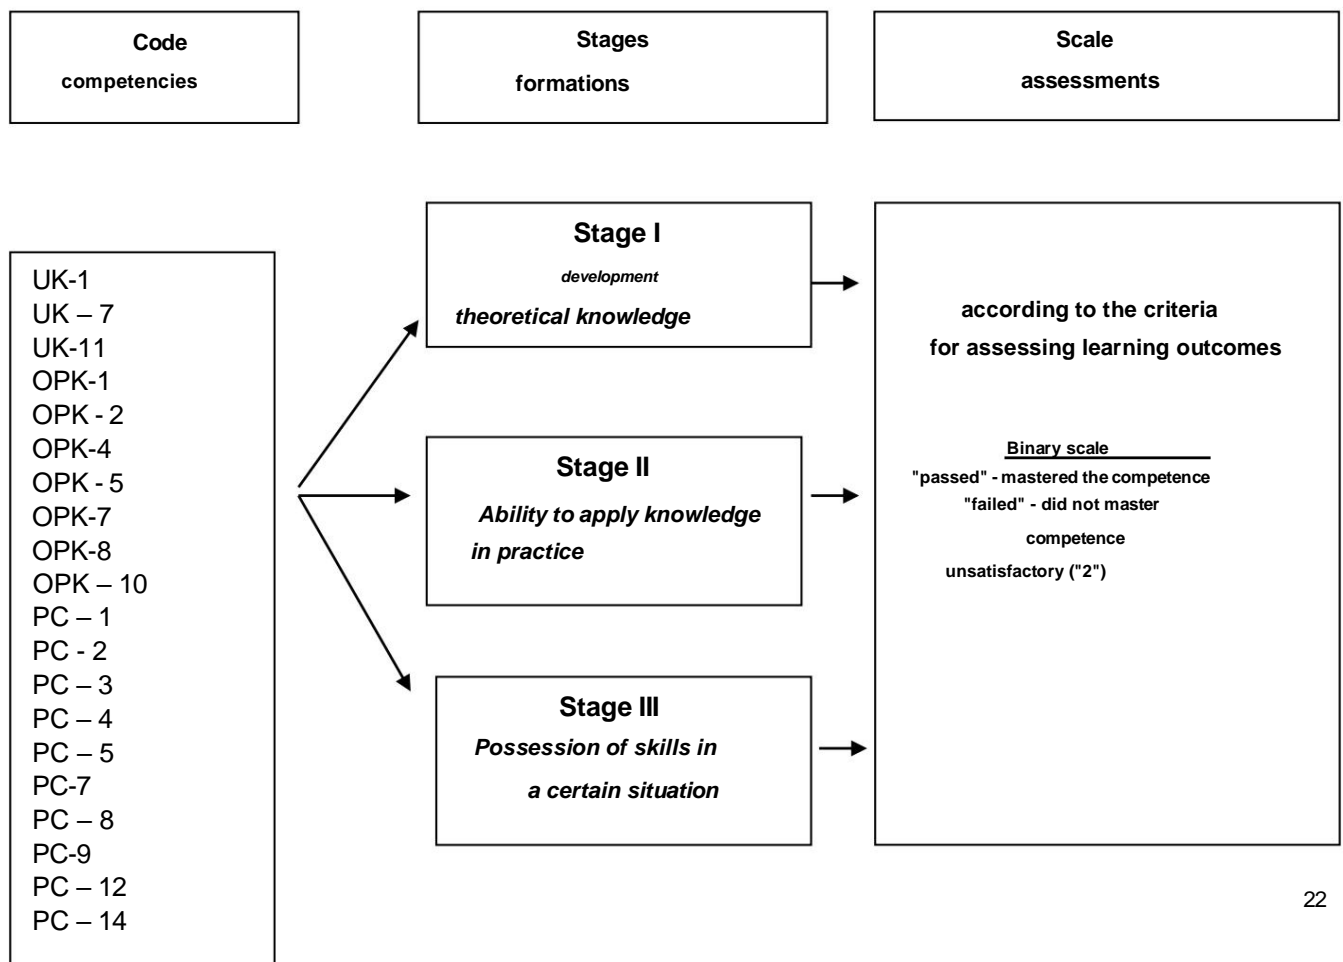 Code
competencies
Stages
formations
Scale
assessments
UK-1
UK – 7
UK-11
OPK-1
OPK - 2
OPK-4
OPK - 5
OPK-7
OPK-8
OPK – 10
PC – 1
PC - 2
PC – 3
PC – 4
PC – 5
PC-7
PC – 8
PC-9
PC – 12
PC – 14
Stage I
development
theoretical knowledge
Stage II
Ability to apply knowledge
in practice
Stage III
Possession of skills in
a certain situation
according to the criteria
for assessing learning outcomes
Binary scale
"passed" - mastered the competence
"failed" - did not master
competence
unsatisfactory ("2")
22